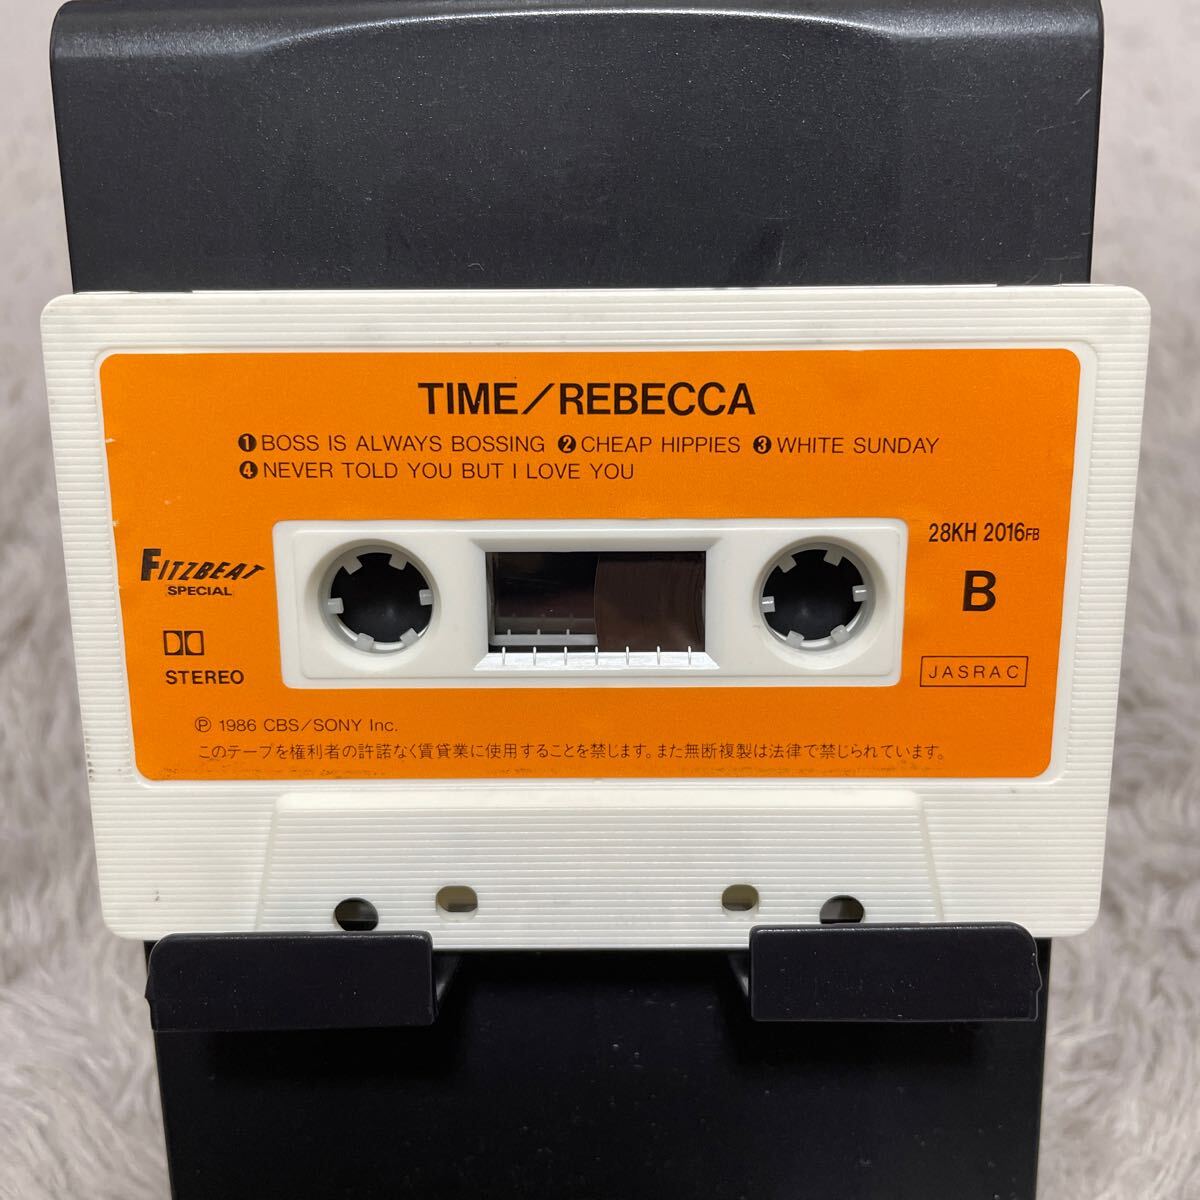 TIME／REBECCA
❶BOSS IS ALWAYS BOSSING ❷CHEAP HIPPIES ❸WHITE SUNDAY
❹NEVER TOLD YOU BUT I LOVE YOU
28KH 2016FB
FITZBEAT
SPECIAL
B
STEREO
JASRAC
Ⓟ 1986 CBS/SONY Inc.
このテープを権利者の許諾なく賃貸業に使用することを禁じます。また無断複製は法律で禁じられています。